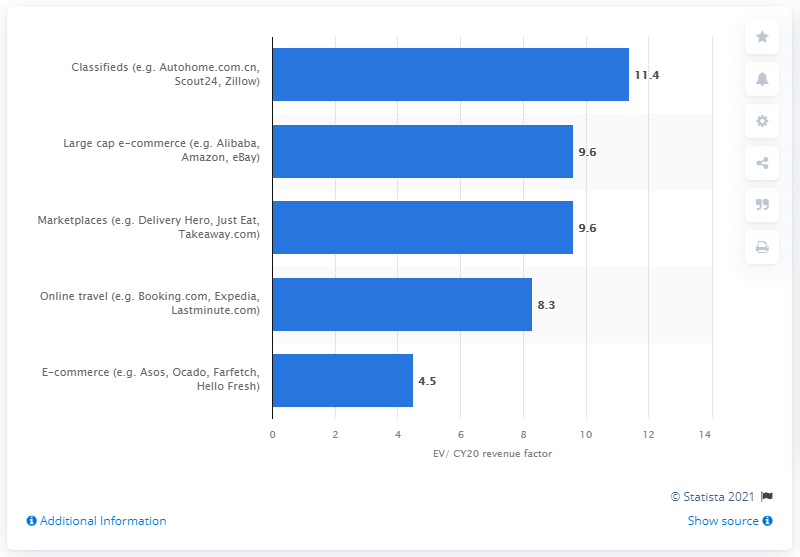 Classifieds (e.g. Autohome.com.cn,
Scout24, Zillow)
11.4
Large cap e-commerce (e.g. Alibaba,
Amazon, eBay)
9.6
Marketplaces (e.g. Delivery Hero, Just Eat,
Takeaway.com)
9.6
Online travel (e.g. Booking.com, Expedia,
Lastminute.com)
8.3
E-commerce (e.g. Asos, Ocado, Farfetch,
Hello Fresh)
4.5
0 2 4 6 8 10 12 14
EV/ CY20 revenue factor
© Statista 2021
Additional Information
Show source